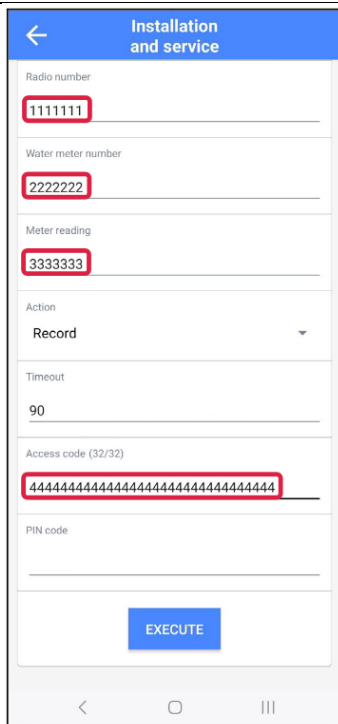 Installation
and service
Radio number
1111111
Water meter number
2222222
Meter reading
3333333
Action
Record
Timeout
90
Access code (32/32)
44444444444444444444444444444444
PIN code
EXECUTE